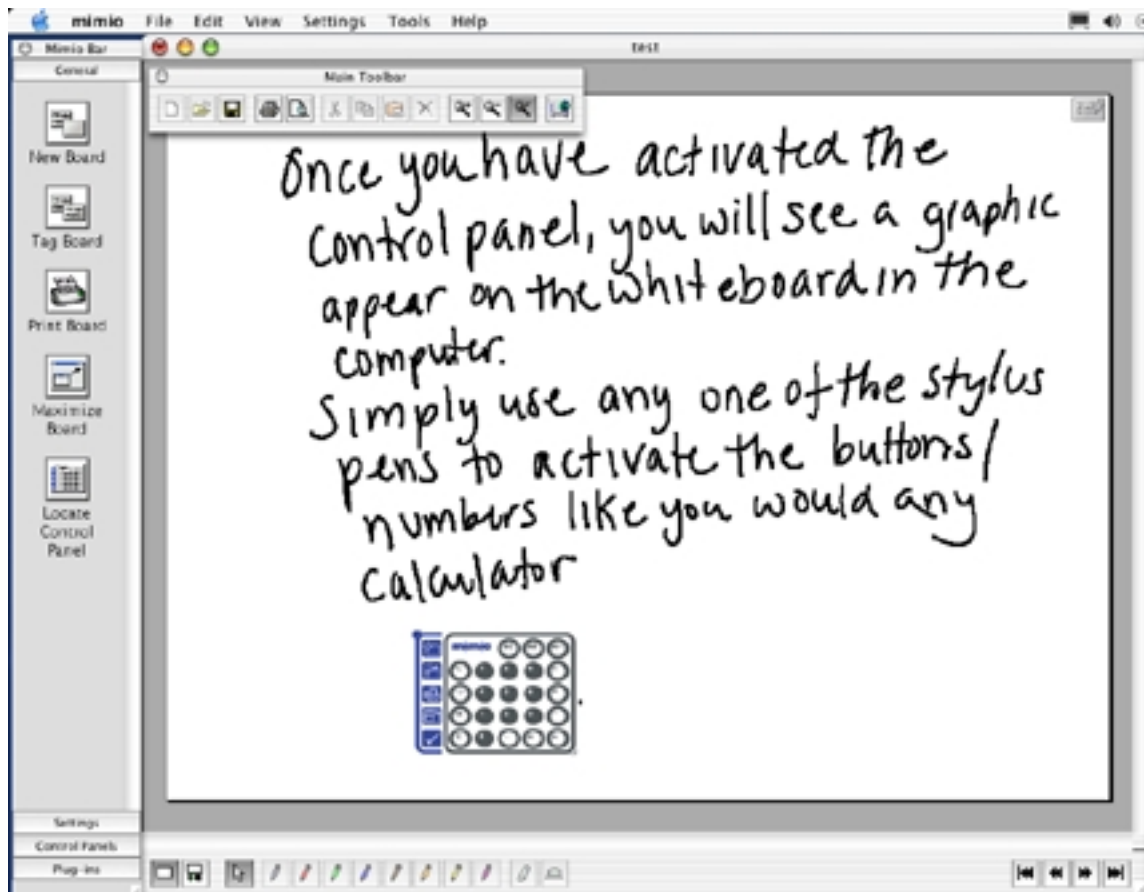 mimio File Edit View Settings Tools Help
Mimio Bar
test
General
Main Toolbar
New Board
Tag Board
Print Board
Maximize
Board
Locate
Control
Panel
Once you have activated the
Control panel, you will see a graphic
appear on the whiteboard in the
computer.
Simply use any one of the stylus
pens to activate the buttons/
numbers like you would any
calculator
mimio
Settings
Control Panels
Plug-ins